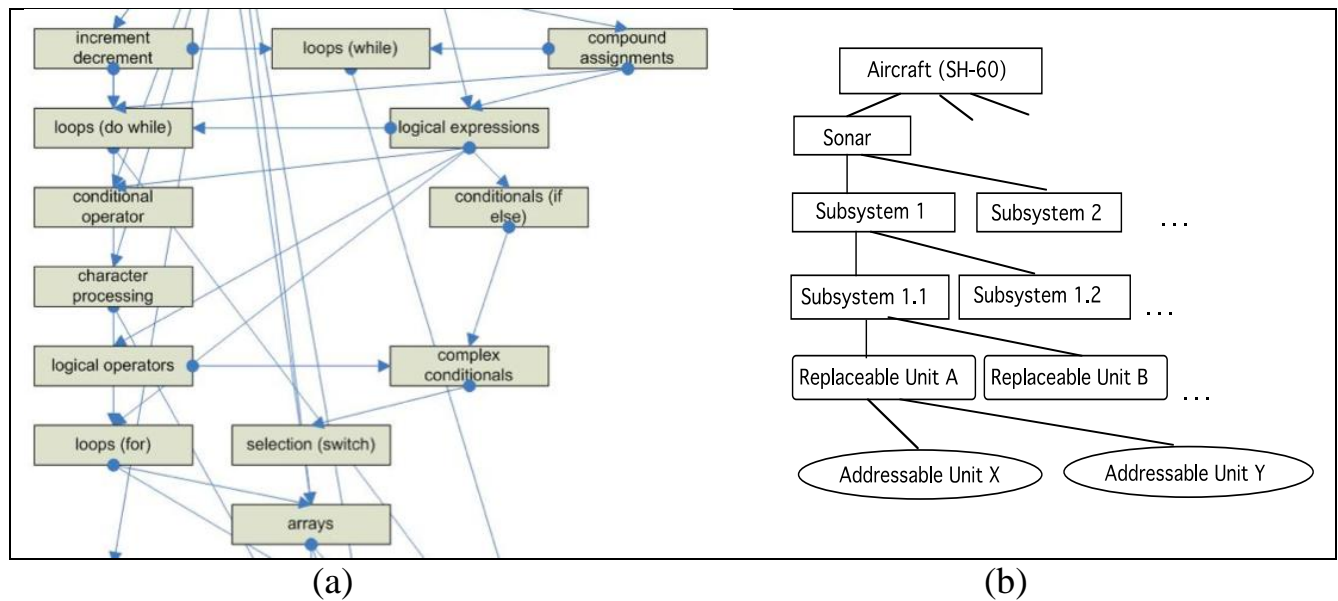 increment
decrement
loops (while)
compound
assignments
loops (do while)
logical expressions
conditional
operator
conditionals (if
else)
character
processing
logical operators
complex
conditionals
loops (for)
selection (switch)
arrays
(a)
Aircraft (SH-60)
Sonar
Subsystem 1
Subsystem 2
...
Subsystem 1.1
Subsystem 1.2
...
Replaceable Unit A
Replaceable Unit B
...
Addressable Unit X
Addressable Unit Y
(b)